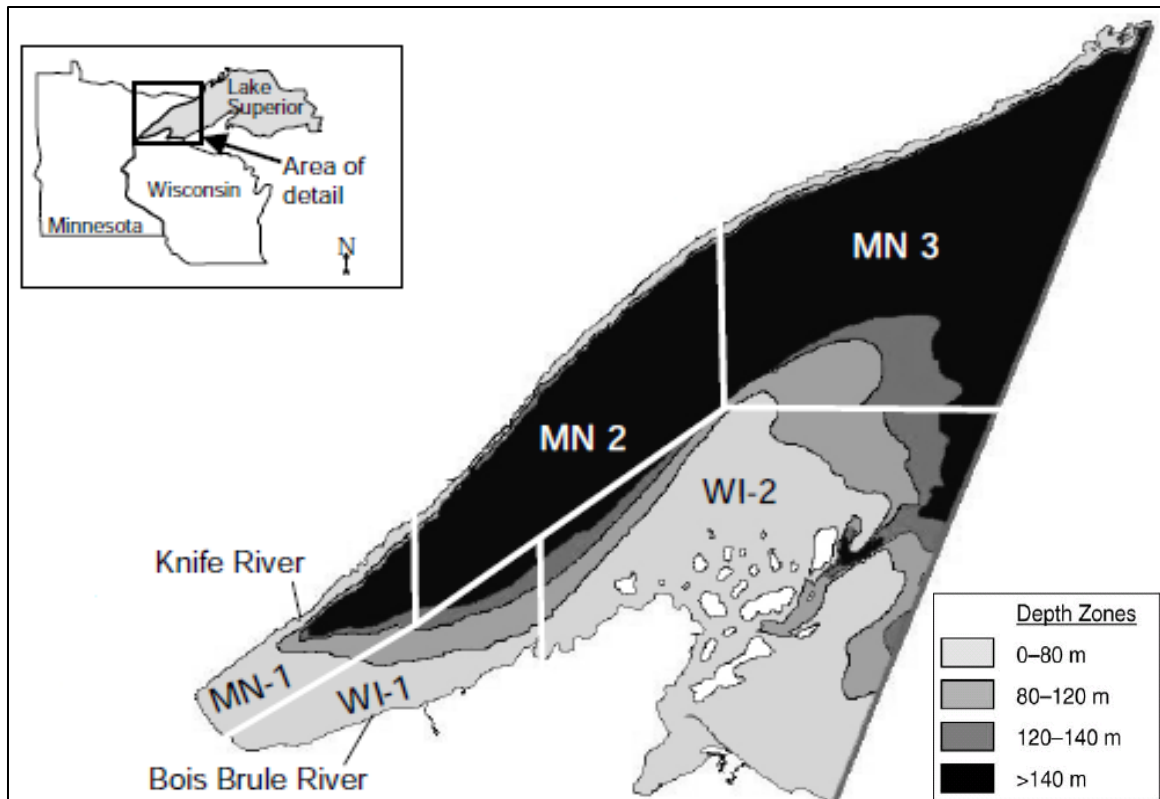 Lake
Superior
Area of
detail
Wisconsin
Minnesota
N
MN 3
MN 2
WI-2
Knife River
MN-1
WI-1
Bois Brule River
Depth Zones
0–80 m
80–120 m
120–140 m
>140 m